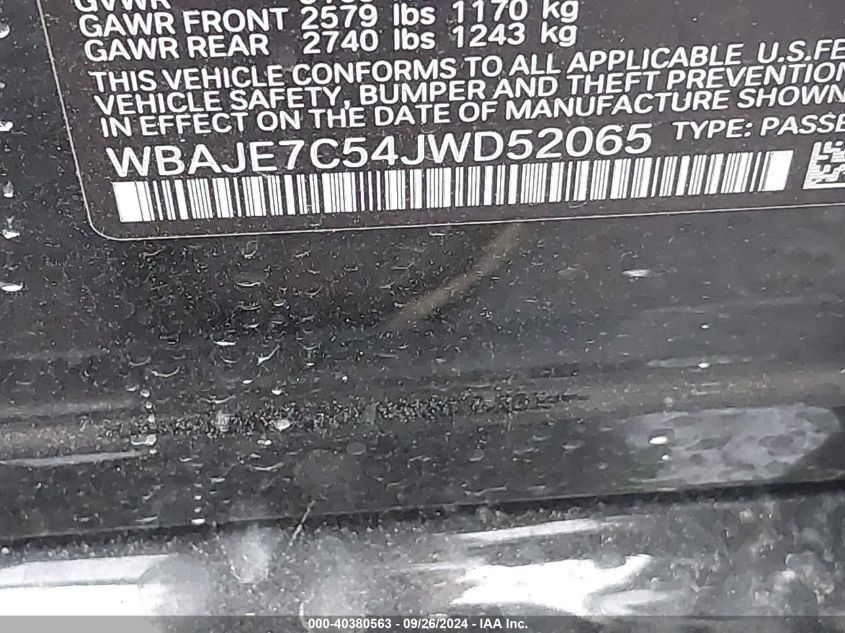 GVWR
GAWR FRONT 2579 lbs 1170 kg
GAWR REAR 2740 lbs 1243 kg
THIS VEHICLE CONFORMS TO ALL APPLICABLE U.S.FE
VEHICLE SAFETY, BUMPER AND THEFT PREVENTION
IN EFFECT ON THE DATE OF MANUFACTURE SHOWN
WBAJE7C54JWD52065 TYPE: PASSE
000-40380563 - 09/26/2024 - IAA Inc.